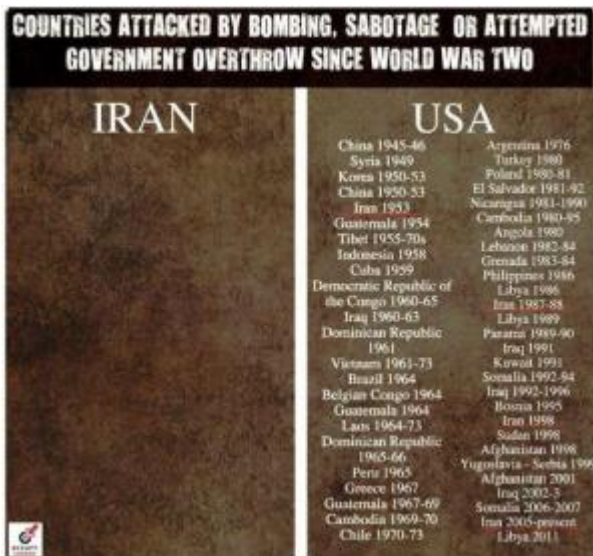 COUNTRIES ATTACKED BY BOMBING, SABOTAGE OR ATTEMPTED
GOVERNMENT OVERTHROW SINCE WORLD WAR TWO
IRAN
USA
China 1945-46
Syria 1949
Korea 1950-53
China 1950-53
Iran 1953
Guatemala 1954
Tibet 1955-70s
Indonesia 1958
Cuba 1959
Democratic Republic of
the Congo 1960-65
Iraq 1960-63
Dominican Republic
1961
Vietnam 1961-73
Brazil 1964
Belgian Congo 1964
Guatemala 1964
Laos 1964-73
Dominican Republic
1965-66
Peru 1965
Greece 1967
Guatemala 1967-69
Cambodia 1969-70
Chile 1970-73
Argentina 1976
Turkey 1980
Poland 1980-81
El Salvador 1981-92
Nicaragua 1981-1990
Cambodia 1980-95
Angola 1980
Lebanon 1982-84
Grenada 1983-84
Philippines 1986
Libya 1986
Iran 1987-88
Libya 1989
Panama 1989-90
Iraq 1991
Kuwait 1991
Somalia 1992-94
Iraq 1992-1996
Bosnia 1995
Iran 1998
Sudan 1998
Afghanistan 1998
Yugoslavia - Serbia 1999
Afghanistan 2001
Iraq 2002-3
Somalia 2006-2007
Iran 2005-present
Libya 2011